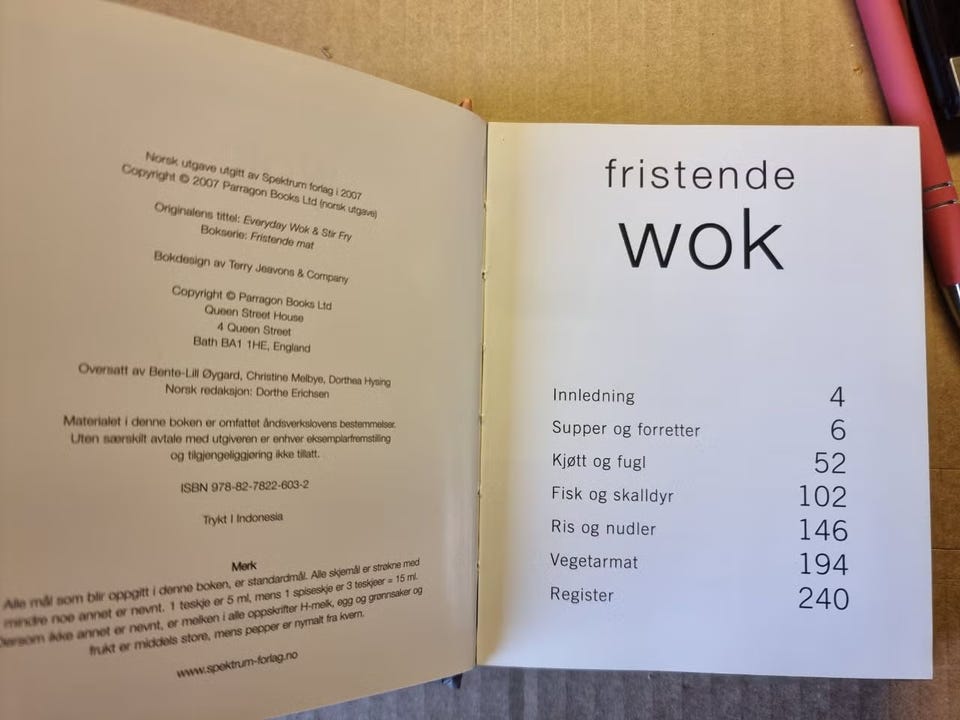 Norsk utgave utgitt av Spektrum forlag i 2007
Copyright © 2007 Parragon Books Ltd (norsk utgave)
Originalens tittel: Everyday Wok & Stir Fry
Bokserie: Fristende mat
Bokdesign av Terry Jeavons & Company
Copyright © Parragon Books Ltd
Queen Street House
4 Queen Street
Bath BA1 1HE, England
Oversatt av Bente-Lill Øygard, Christine Melbye, Dorthea Hysing
Norsk redaksjon: Dorthe Erichsen
Materialet i denne boken er omfattet åndsverkslovens bestemmelser.
Uten særskilt avtale med utgiveren er enhver eksemplarfremstilling
og tilgjengeliggjøring ikke tillatt.
ISBN 978-82-7822-603-2
Trykt I Indonesia
Merk
Alle mål som blir oppgitt i denne boken, er standardmål. Alle skjemål er strøkne med
mindre noe annet er nevnt. 1 teskje er 5 ml, mens 1 spiseskje er 3 teskjeer = 15 ml.
Dersom ikke annet er nevnt, er melken i alle oppskrifter H-melk, egg og grønnsaker og
frukt er middels store, mens pepper er nymalt fra kvern.
www.spektrum-forlag.no
fristende
wok
Innledning 4
Supper og forretter 6
Kjøtt og fugl 52
Fisk og skalldyr 102
Ris og nudler 146
Vegetarmat 194
Register 240